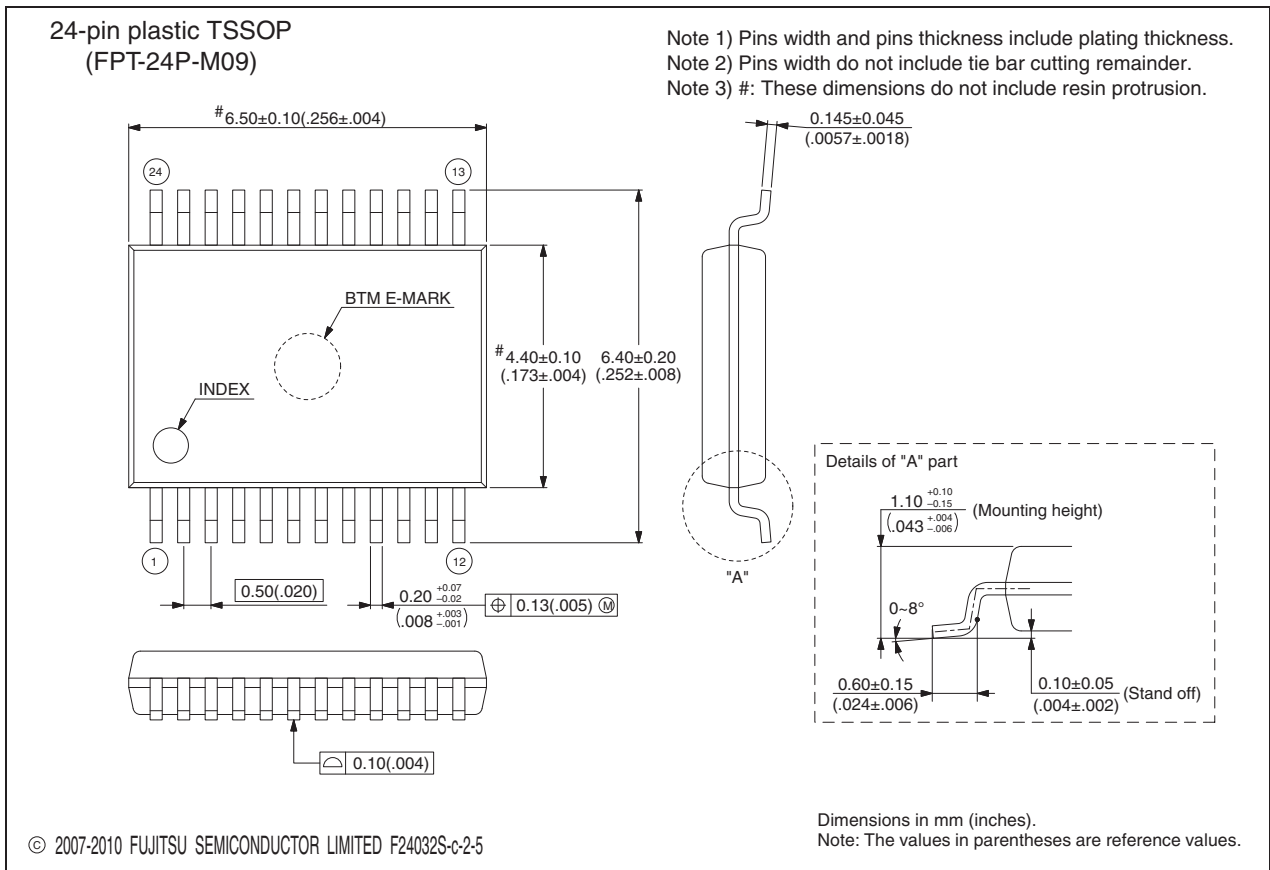 24-pin plastic TSSOP
(FPT-24P-M09)
Note 1) Pins width and pins thickness include plating thickness.
Note 2) Pins width do not include tie bar cutting remainder.
Note 3) #: These dimensions do not include resin protrusion.
#6.50±0.10(.256±.004)
0.145±0.045
(.0057±.0018)
24
13
BTM E-MARK
INDEX
#4.40±0.10
(.173±.004)
6.40±0.20
(.252±.008)
1
12
"A"
0.50(.020)
0.20 +0.07 –0.02
(.008 +.003 –.001)
⌖ 0.13(.005) Ⓜ
⌓ 0.10(.004)
Details of "A" part
1.10 +0.10 –0.15
(.043 +.004 –.006)
(Mounting height)
0~8°
0.60±0.15
(.024±.006)
0.10±0.05
(.004±.002)
(Stand off)
© 2007-2010 FUJITSU SEMICONDUCTOR LIMITED F24032S-c-2-5
Dimensions in mm (inches).
Note: The values in parentheses are reference values.